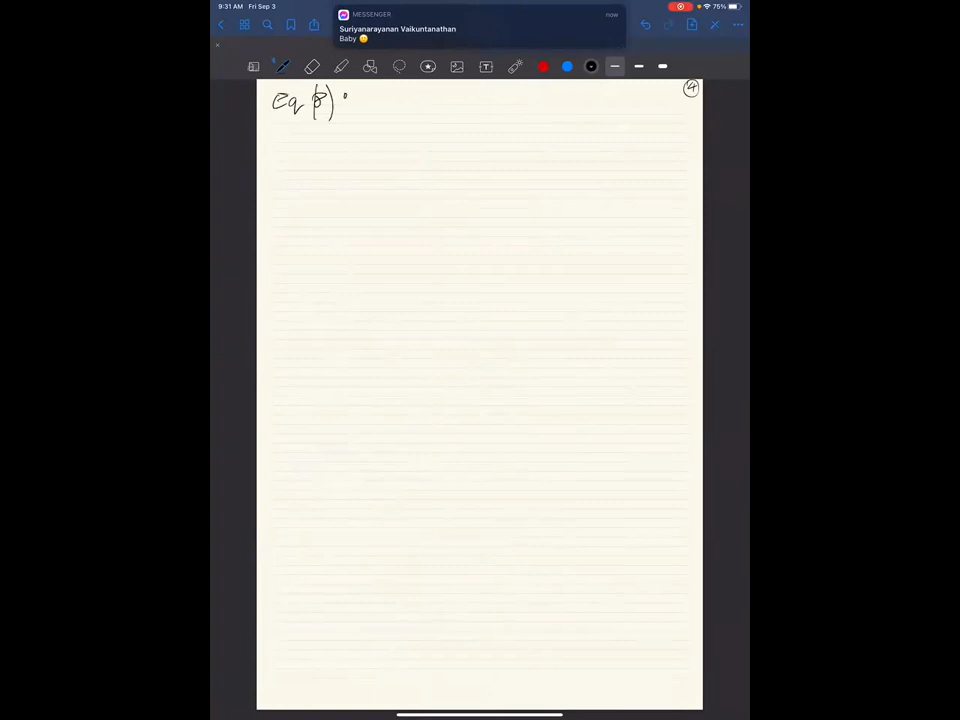 9:31 AM Fri Sep 3
75%
MESSENGER
now
Suriyanarayanan Vaikuntanathan
Baby 🙂
T
4
Eq (8) :